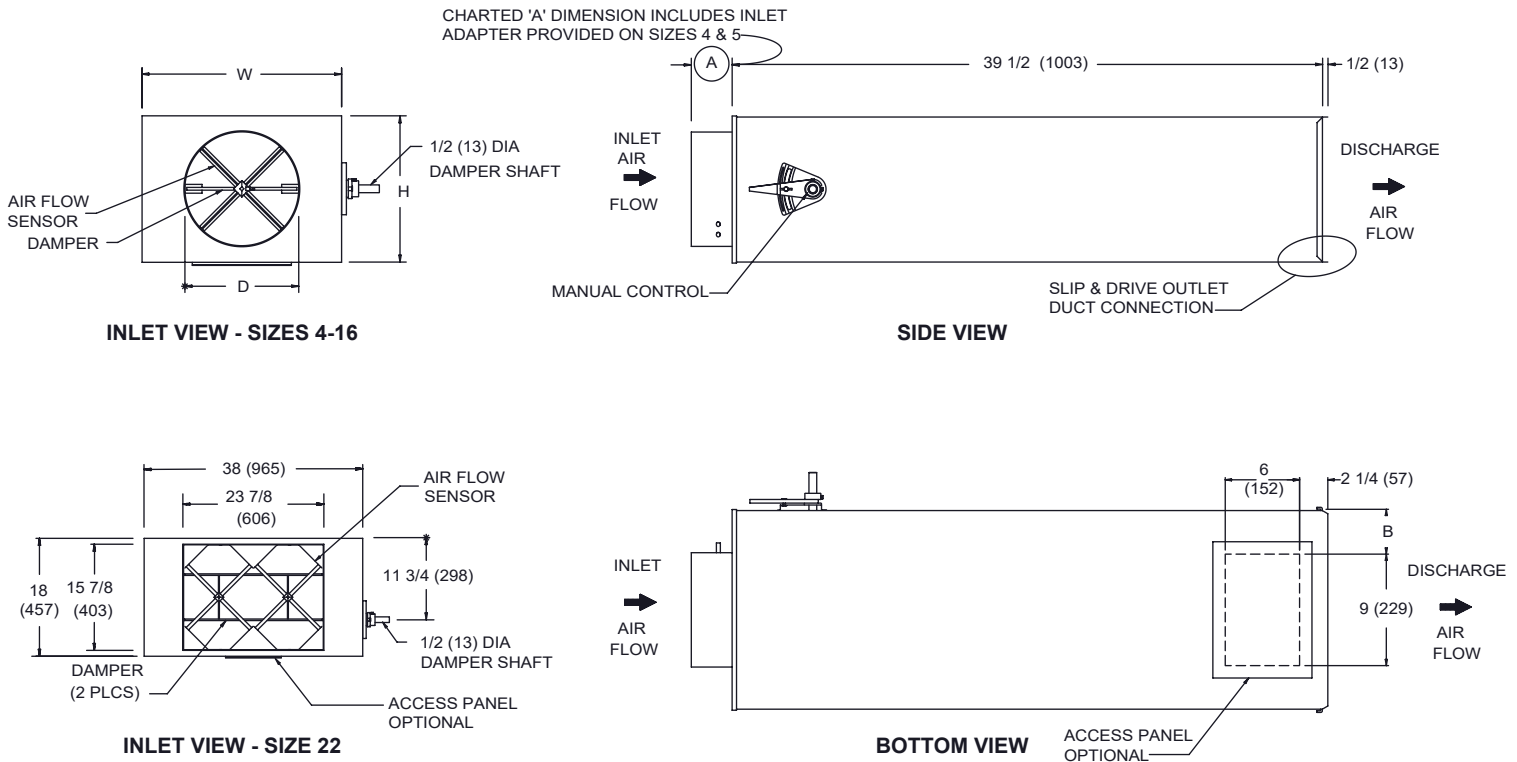 CHARTED 'A' DIMENSION INCLUDES INLET
ADAPTER PROVIDED ON SIZES 4 & 5
W
A
39 1/2 (1003)
1/2 (13)
1/2 (13) DIA
DAMPER SHAFT
H
AIR FLOW
SENSOR
DAMPER
D
INLET VIEW - SIZES 4-16
INLET
AIR
FLOW
DISCHARGE
AIR
FLOW
MANUAL CONTROL
SLIP & DRIVE OUTLET
DUCT CONNECTION
SIDE VIEW
38 (965)
23 7/8
(606)
AIR FLOW
SENSOR
18
(457)
15 7/8
(403)
11 3/4 (298)
1/2 (13) DIA
DAMPER SHAFT
DAMPER
(2 PLCS)
ACCESS PANEL
OPTIONAL
INLET VIEW - SIZE 22
6
(152)
2 1/4 (57)
B
INLET
AIR
FLOW
9 (229)
DISCHARGE
AIR
FLOW
ACCESS PANEL
OPTIONAL
BOTTOM VIEW